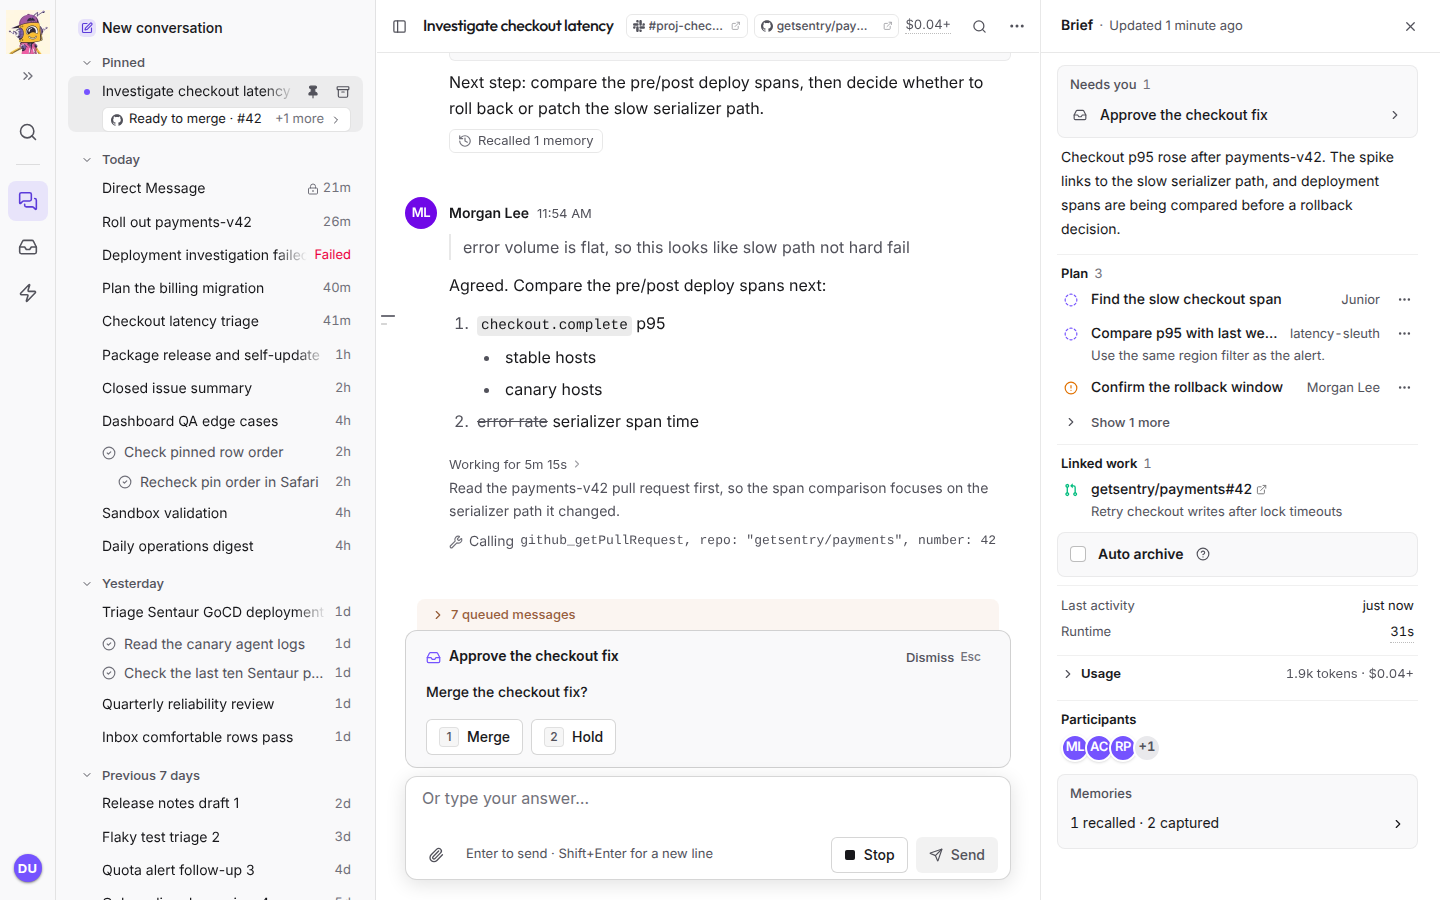 New conversation
Pinned
Investigate checkout latency
Ready to merge · #42 +1 more
Today
Direct Message 21m
Roll out payments-v42 26m
Deployment investigation failed Failed
Plan the billing migration 40m
Checkout latency triage 41m
Package release and self-update 1h
Closed issue summary 2h
Dashboard QA edge cases 4h
Check pinned row order 2h
Recheck pin order in Safari 2h
Sandbox validation 4h
Daily operations digest 4h
Yesterday
Triage Sentaur GoCD deployment 1d
Read the canary agent logs 1d
Check the last ten Sentaur p... 1d
Quarterly reliability review 1d
Inbox comfortable rows pass 1d
Previous 7 days
Release notes draft 1 2d
Flaky test triage 2 3d
Quota alert follow-up 3 4d
DU
Investigate checkout latency #proj-chec... getsentry/pay... $0.04+
Next step: compare the pre/post deploy spans, then decide whether to
roll back or patch the slow serializer path.
Recalled 1 memory
ML Morgan Lee 11:54 AM
error volume is flat, so this looks like slow path not hard fail
Agreed. Compare the pre/post deploy spans next:
1. checkout.complete p95
• stable hosts
• canary hosts
2. error rate serializer span time
Working for 5m 15s
Read the payments-v42 pull request first, so the span comparison focuses on the
serializer path it changed.
Calling github_getPullRequest, repo: "getsentry/payments", number: 42
7 queued messages
Approve the checkout fix Dismiss Esc
Merge the checkout fix?
1 Merge 2 Hold
Or type your answer...
Enter to send · Shift+Enter for a new line Stop Send
Brief · Updated 1 minute ago
Needs you 1
Approve the checkout fix
Checkout p95 rose after payments-v42. The spike
links to the slow serializer path, and deployment
spans are being compared before a rollback
decision.
Plan 3
Find the slow checkout span Junior
Compare p95 with last we... latency-sleuth
Use the same region filter as the alert.
Confirm the rollback window Morgan Lee
Show 1 more
Linked work 1
getsentry/payments#42
Retry checkout writes after lock timeouts
Auto archive
Last activity just now
Runtime 31s
Usage 1.9k tokens · $0.04+
Participants
ML AC RP +1
Memories
1 recalled · 2 captured